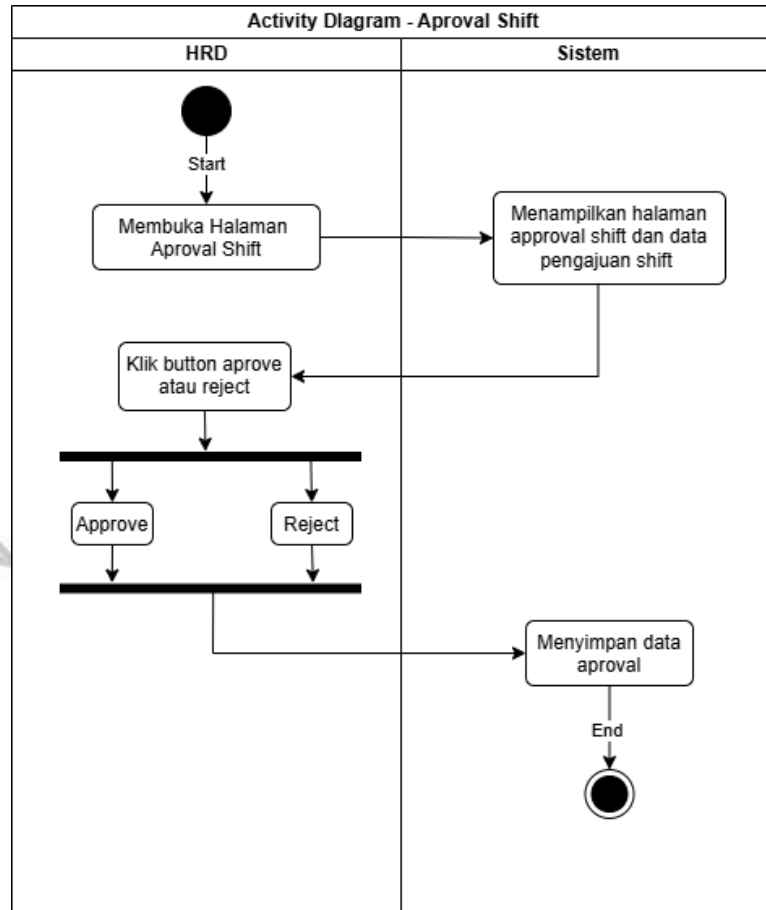 Activity DIagram - Aproval Shift
HRD
Sistem
Start
Membuka Halaman
Aproval Shift
Menampilkan halaman
approval shift dan data
pengajuan shift
Klik button aprove
atau reject
Approve
Reject
Menyimpan data
aproval
End